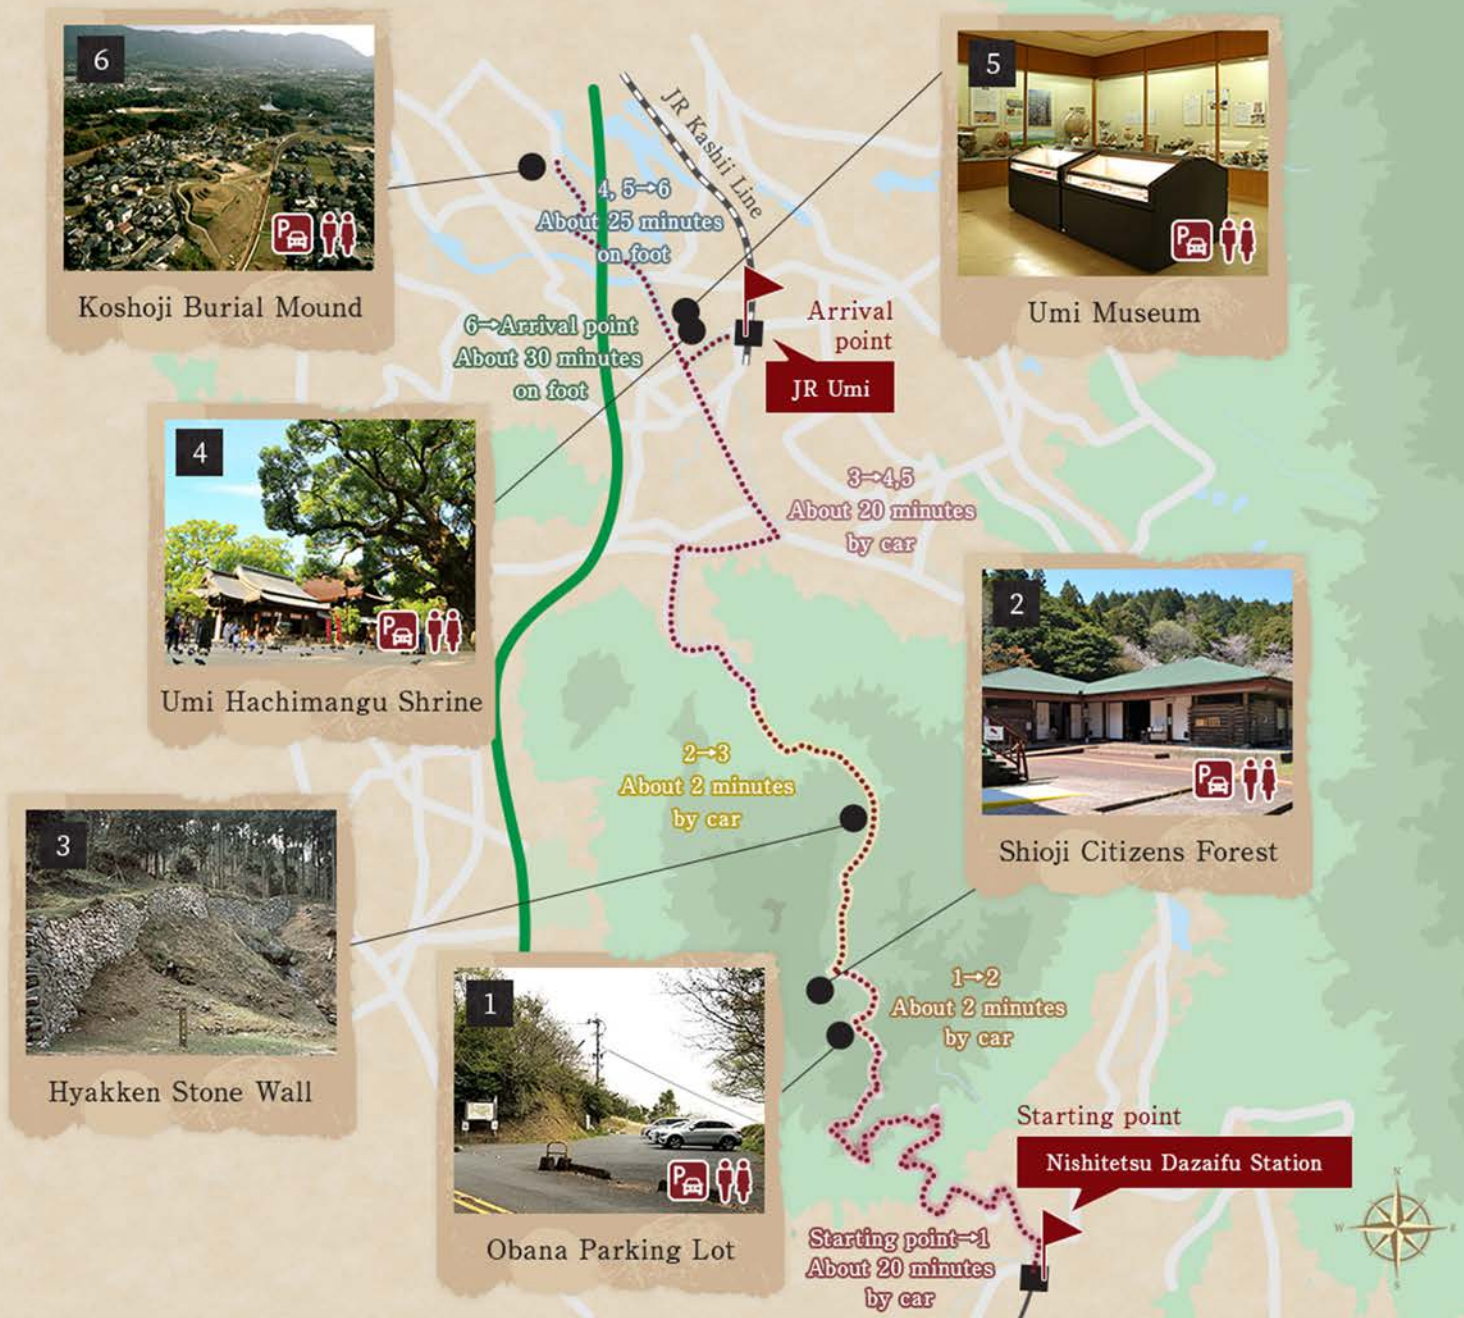 6
Koshoji Burial Mound
P
5
Umi Museum
P
JR Kashii Line
4, 5→6
About 25 minutes
on foot
6→Arrival point
About 30 minutes
on foot
Arrival
point
JR Umi
4
Umi Hachimangu Shrine
P
3→4,5
About 20 minutes
by car
2
Shioji Citizens Forest
P
2→3
About 2 minutes
by car
3
Hyakken Stone Wall
1
Obana Parking Lot
P
1→2
About 2 minutes
by car
Starting point
Nishitetsu Dazaifu Station
Starting point→1
About 20 minutes
by car
N
W
E
S